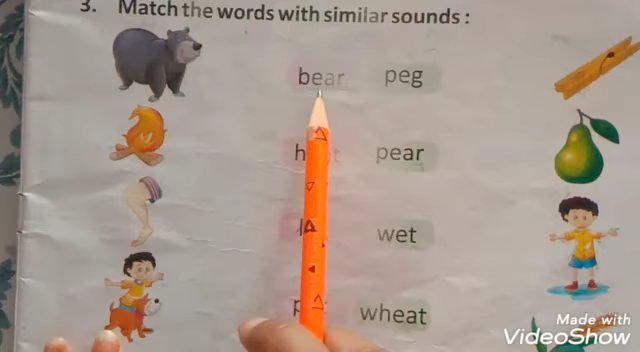 3. Match the words with similar sounds :
bear peg
pear
wet
wheat
Made with
VideoShow